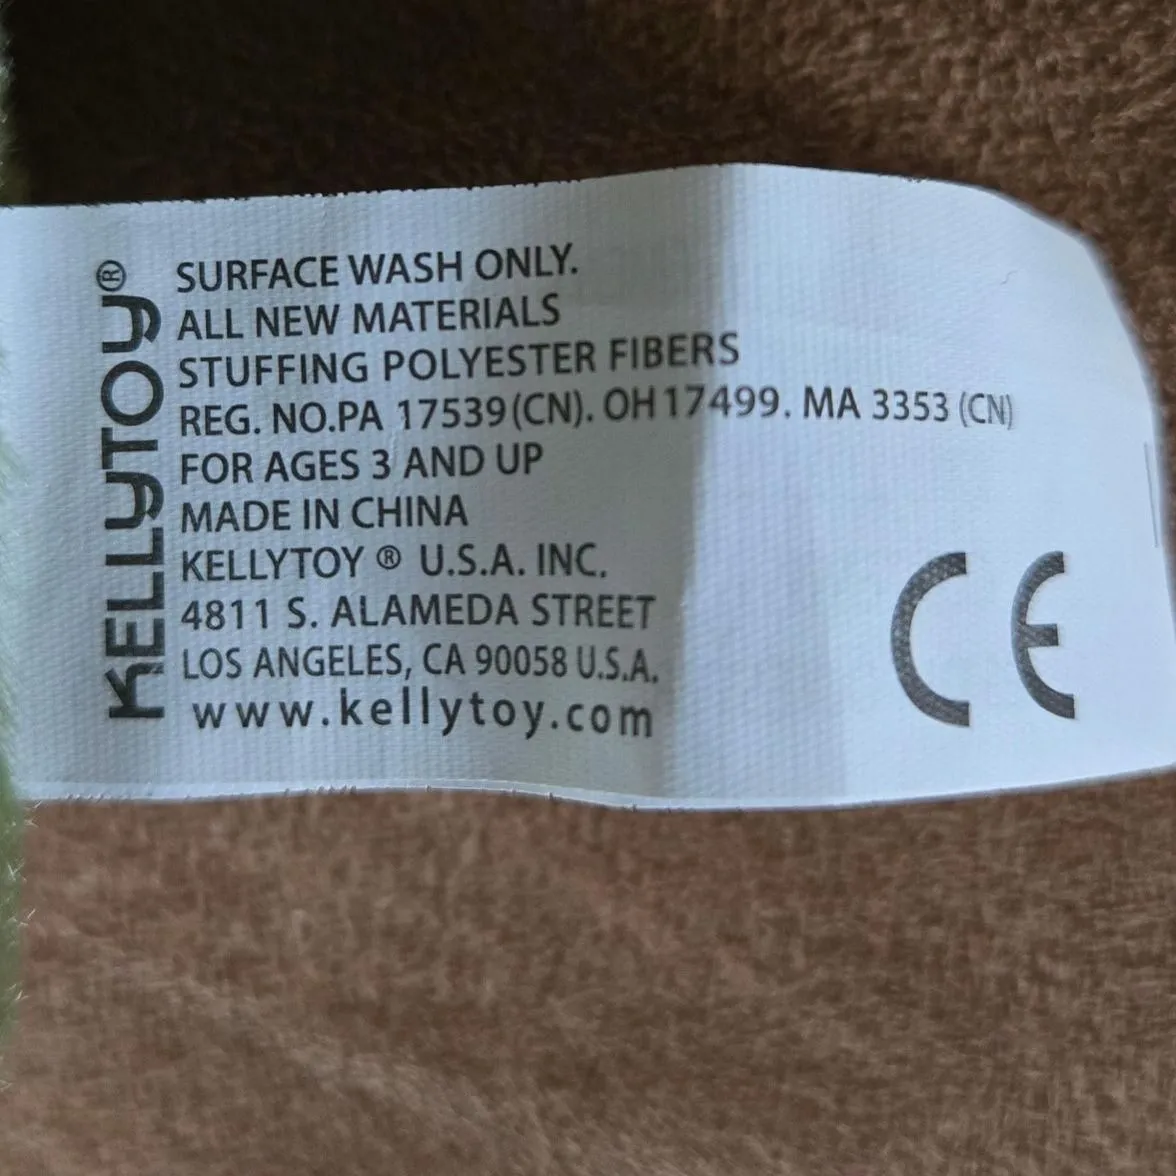 KELLYTOY®
SURFACE WASH ONLY.
ALL NEW MATERIALS
STUFFING POLYESTER FIBERS
REG. NO.PA 17539(CN). OH17499. MA 3353 (CN)
FOR AGES 3 AND UP
MADE IN CHINA
KELLYTOY ® U.S.A. INC.
4811 S. ALAMEDA STREET
LOS ANGELES, CA 90058 U.S.A.
www.kellytoy.com
CE